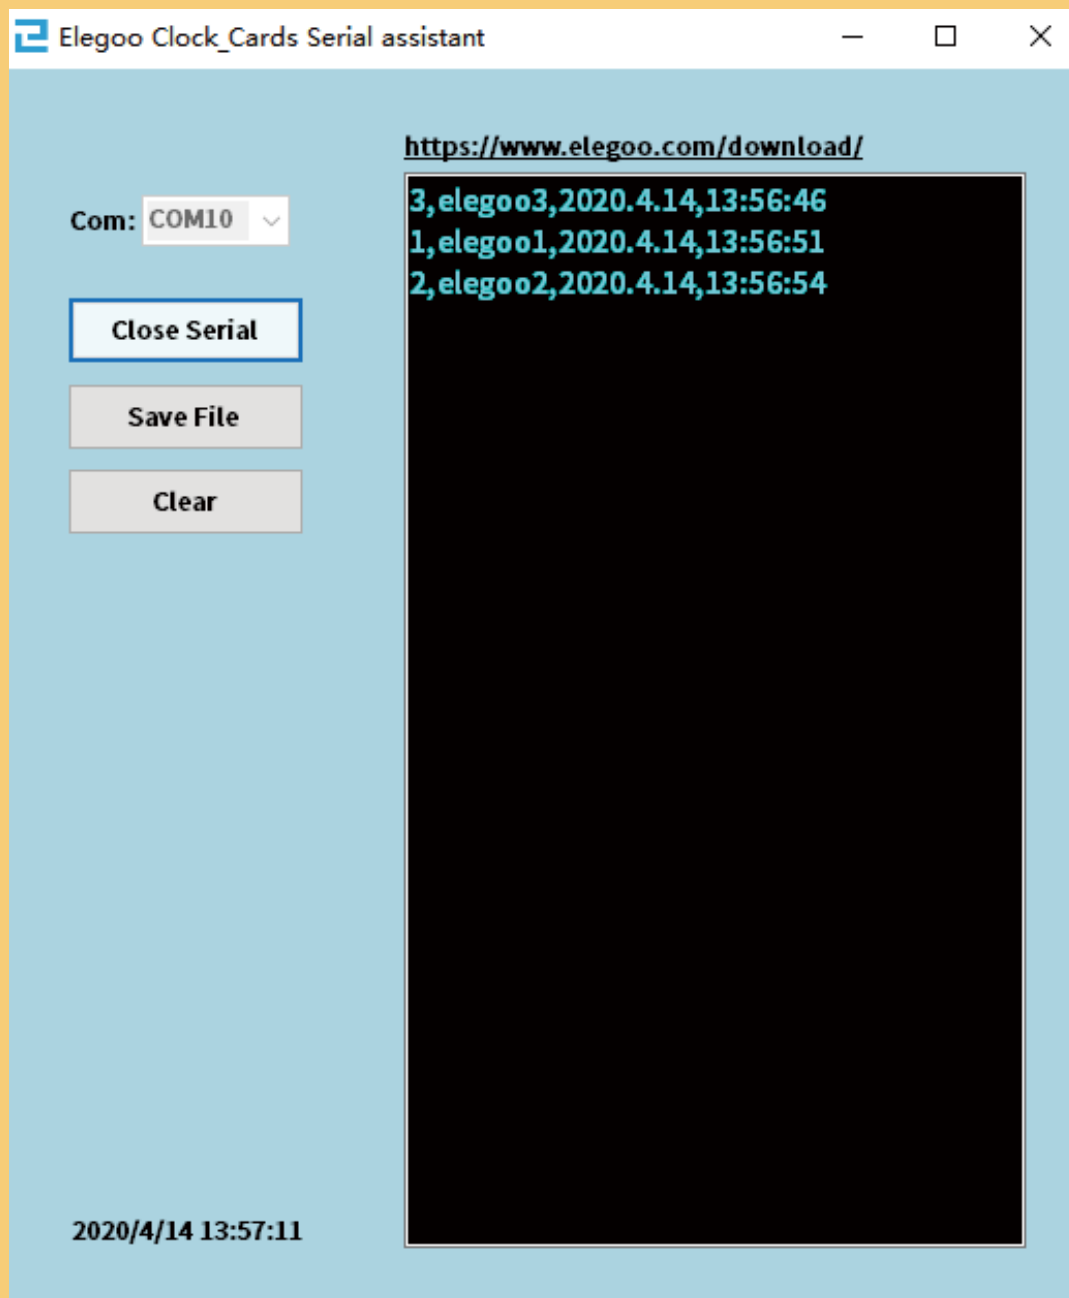 Elegoo Clock_Cards Serial assistant
https://www.elegoo.com/download/
Com: COM10
Close Serial
Save File
Clear
3,elegoo3,2020.4.14,13:56:46
1,elegoo1,2020.4.14,13:56:51
2,elegoo2,2020.4.14,13:56:54
2020/4/14 13:57:11